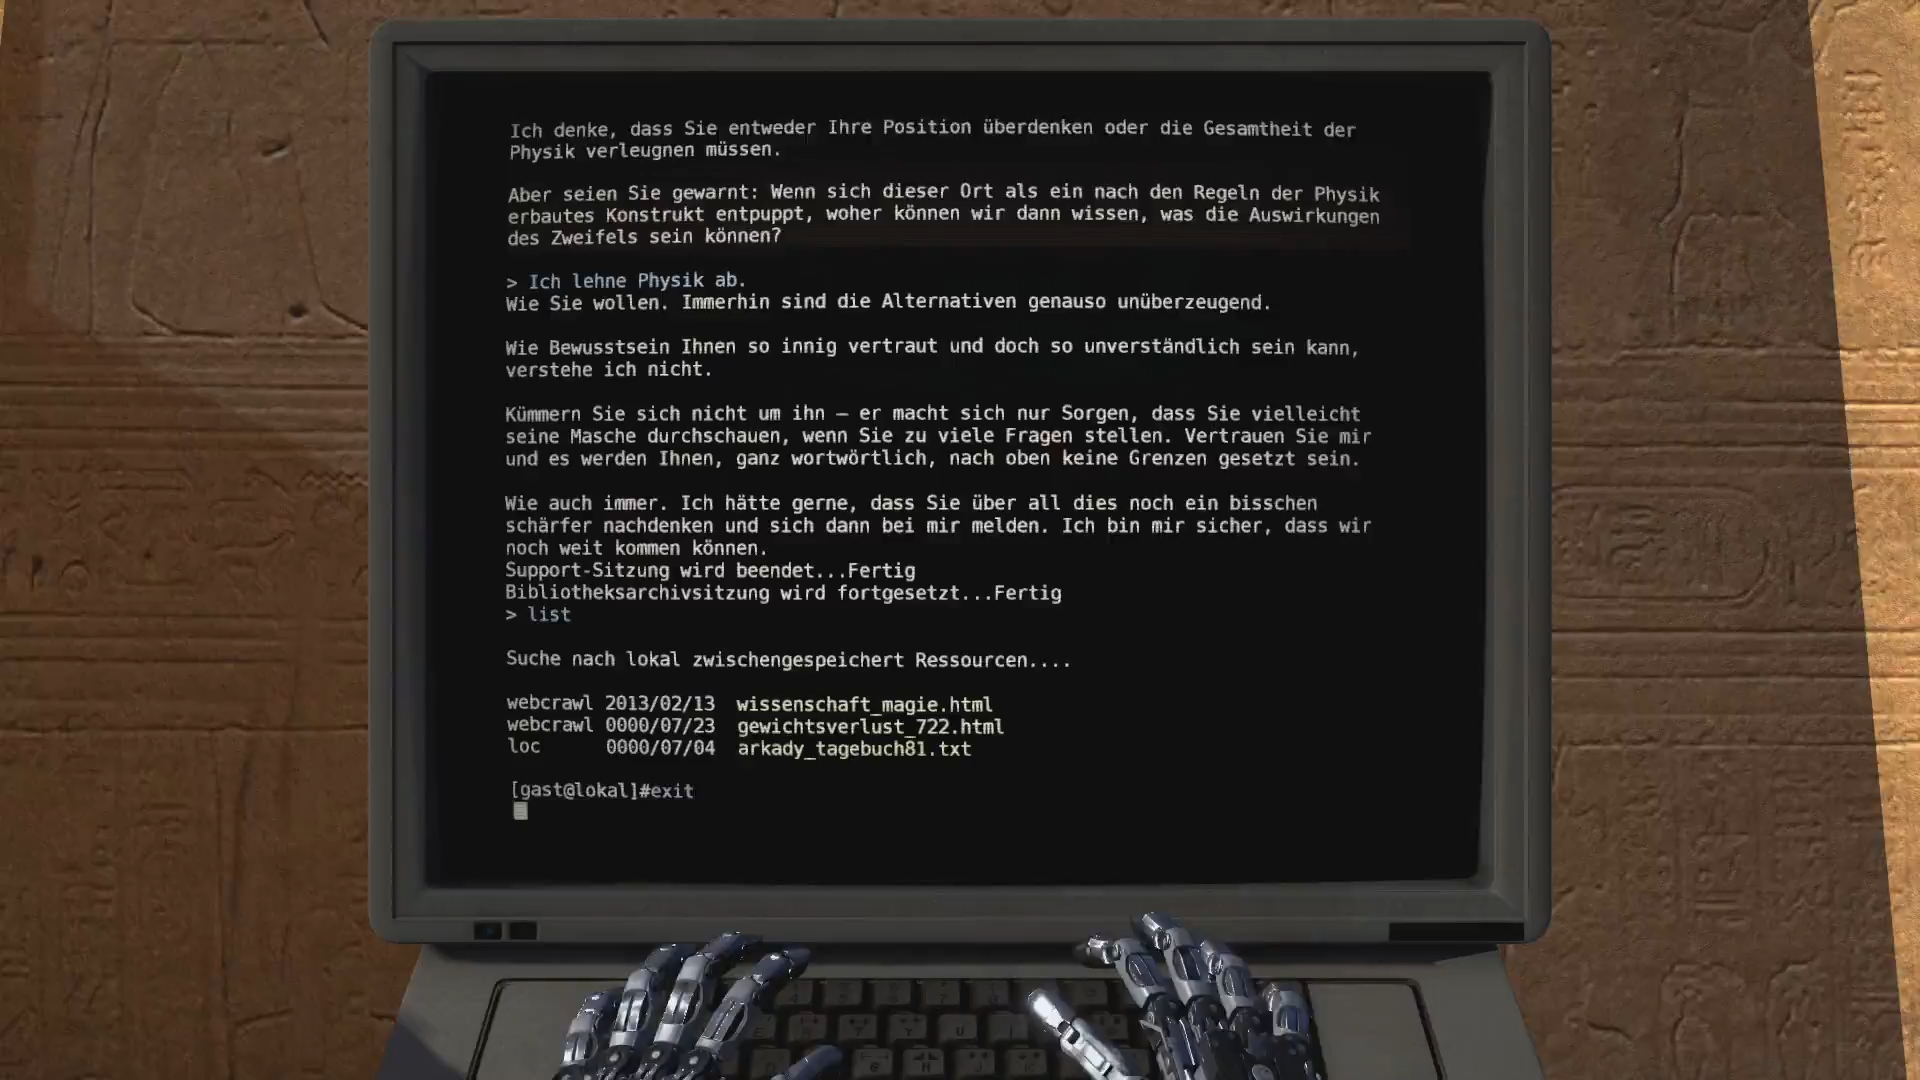 Ich denke, dass Sie entweder Ihre Position überdenken oder die Gesamtheit der
Physik verleugnen müssen.
Aber seien Sie gewarnt: Wenn sich dieser Ort als ein nach den Regeln der Physik
erbautes Konstrukt entpuppt, woher können wir dann wissen, was die Auswirkungen
des Zweifels sein können?
> Ich lehne Physik ab.
Wie Sie wollen. Immerhin sind die Alternativen genauso unüberzeugend.
Wie Bewusstsein Ihnen so innig vertraut und doch so unverständlich sein kann,
verstehe ich nicht.
Kümmern Sie sich nicht um ihn – er macht sich nur Sorgen, dass Sie vielleicht
seine Masche durchschauen, wenn Sie zu viele Fragen stellen. Vertrauen Sie mir
und es werden Ihnen, ganz wortwörtlich, nach oben keine Grenzen gesetzt sein.
Wie auch immer. Ich hätte gerne, dass Sie über all dies noch ein bisschen
schärfer nachdenken und sich dann bei mir melden. Ich bin mir sicher, dass wir
noch weit kommen können.
Support-Sitzung wird beendet...Fertig
Bibliotheksarchivsitzung wird fortgesetzt...Fertig
> list
Suche nach lokal zwischengespeichert Ressourcen....
webcrawl 2013/02/13 wissenschaft_magie.html
webcrawl 0000/07/23 gewichtsverlust_722.html
loc 0000/07/04 arkady_tagebuch81.txt
[gast@lokal]#exit